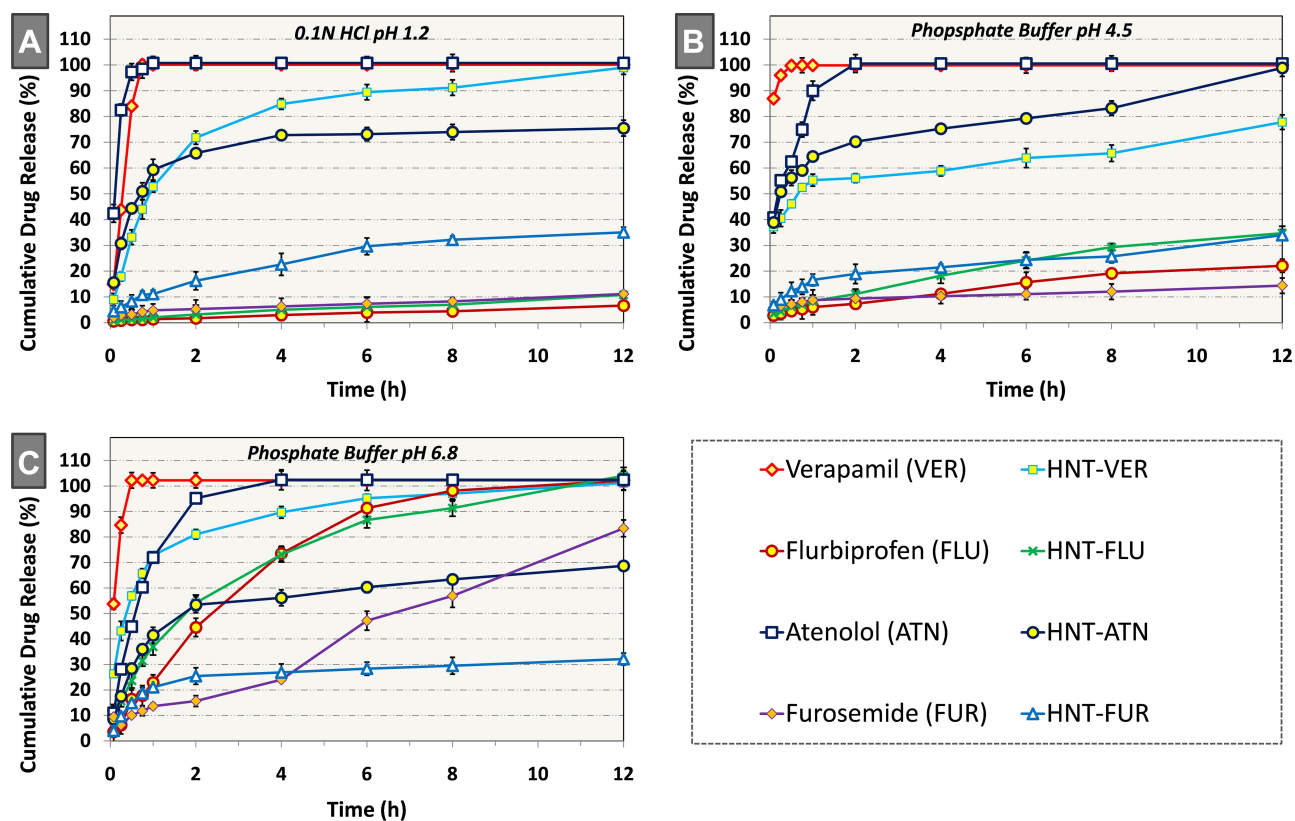 A
0.1N HCl pH 1.2
Cumulative Drug Release (%)
110
100
90
80
70
60
50
40
30
20
10
0
0 2 4 6 8 10 12
Time (h)
B
Phopsphate Buffer pH 4.5
Cumulative Drug Release (%)
110
100
90
80
70
60
50
40
30
20
10
0
0 2 4 6 8 10 12
Time (h)
C
Phosphate Buffer pH 6.8
Cumulative Drug Release (%)
110
100
90
80
70
60
50
40
30
20
10
0
0 2 4 6 8 10 12
Time (h)
Verapamil (VER) HNT-VER
Flurbiprofen (FLU) HNT-FLU
Atenolol (ATN) HNT-ATN
Furosemide (FUR) HNT-FUR